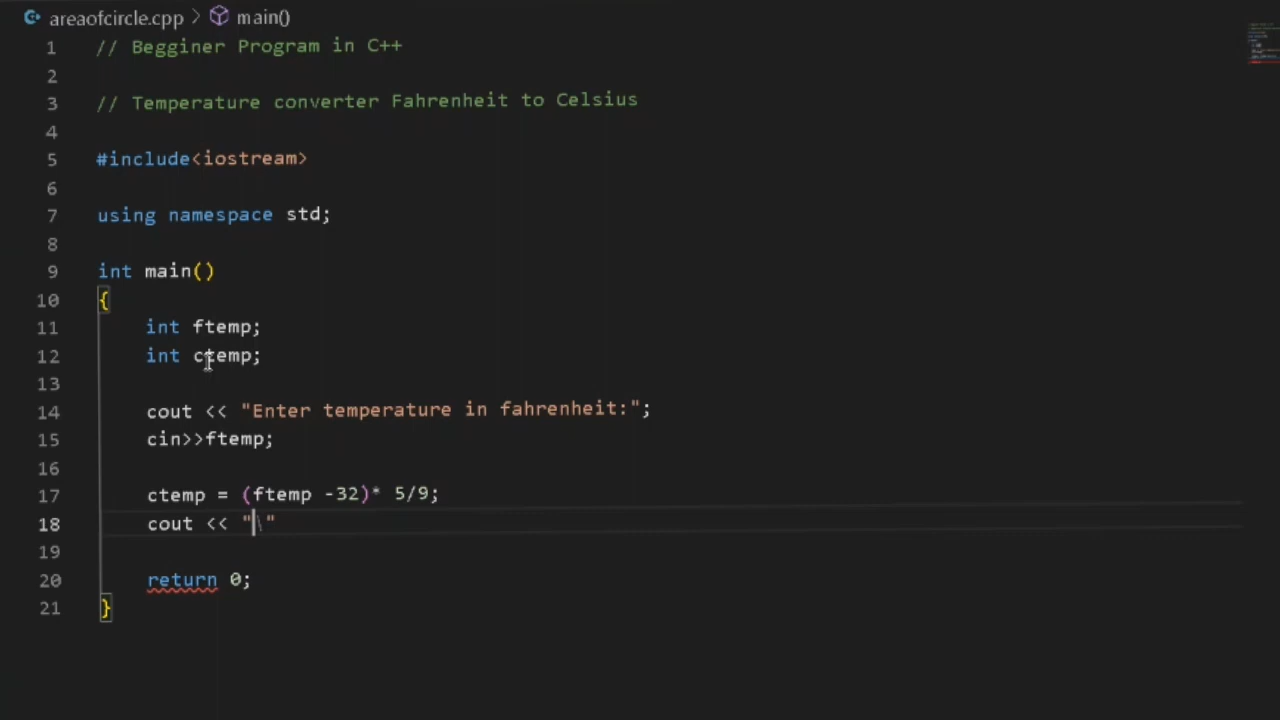 areaofcircle.cpp > main()
1 // Begginer Program in C++
2
3 // Temperature converter Fahrenheit to Celsius
4
5 #include<iostream>
6
7 using namespace std;
8
9 int main()
10 {
11 int ftemp;
12 int ctemp;
13
14 cout << "Enter temperature in fahrenheit:";
15 cin>>ftemp;
16
17 ctemp = (ftemp -32)* 5/9;
18 cout << "\"
19
20 return 0;
21 }